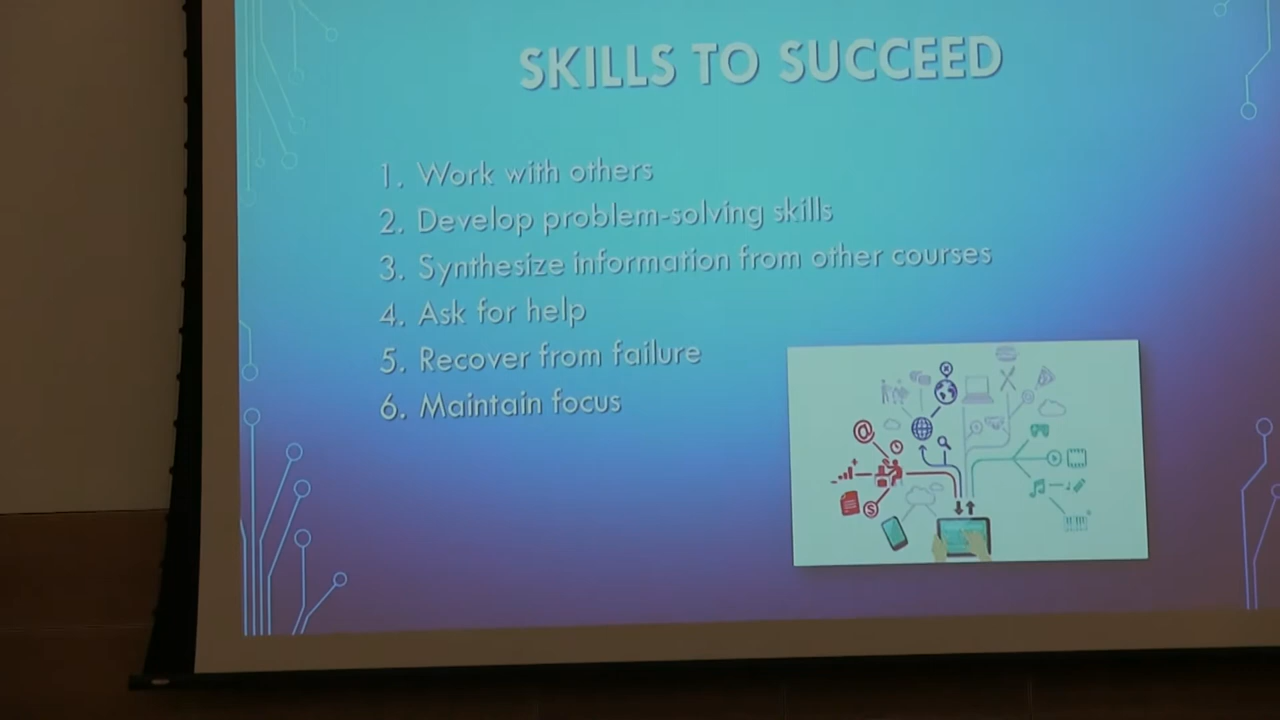 SKILLS TO SUCCEED
1. Work with others
2. Develop problem-solving skills
3. Synthesize information from other courses
4. Ask for help
5. Recover from failure
6. Maintain focus